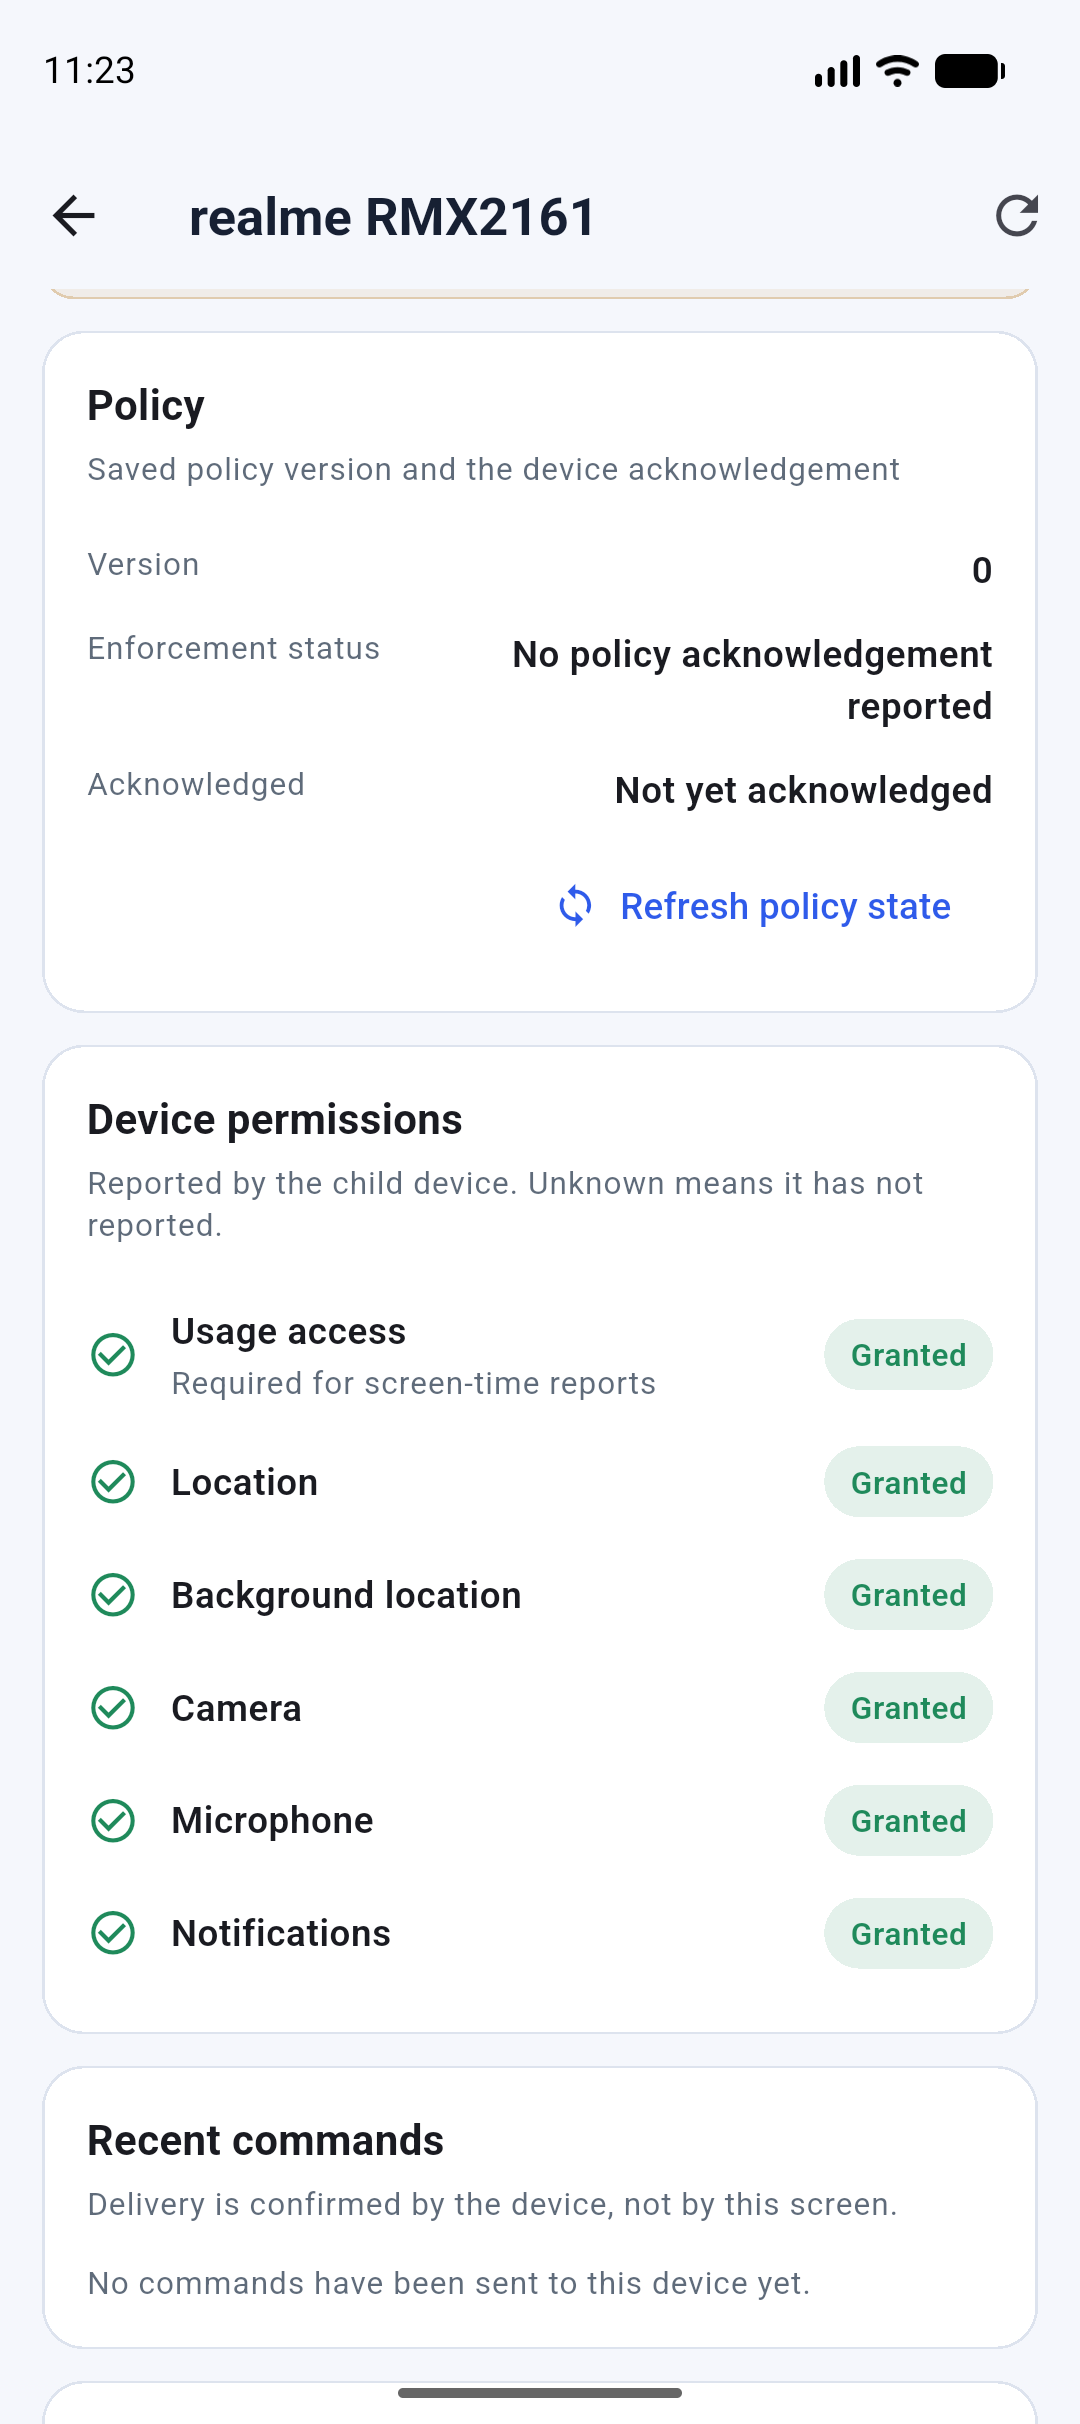 11:23
realme RMX2161
Policy
Saved policy version and the device acknowledgement
Version
0
Enforcement status
No policy acknowledgement
reported
Acknowledged
Not yet acknowledged
Refresh policy state
Device permissions
Reported by the child device. Unknown means it has not
reported.
Usage access
Required for screen-time reports
Granted
Location
Granted
Background location
Granted
Camera
Granted
Microphone
Granted
Notifications
Granted
Recent commands
Delivery is confirmed by the device, not by this screen.
No commands have been sent to this device yet.